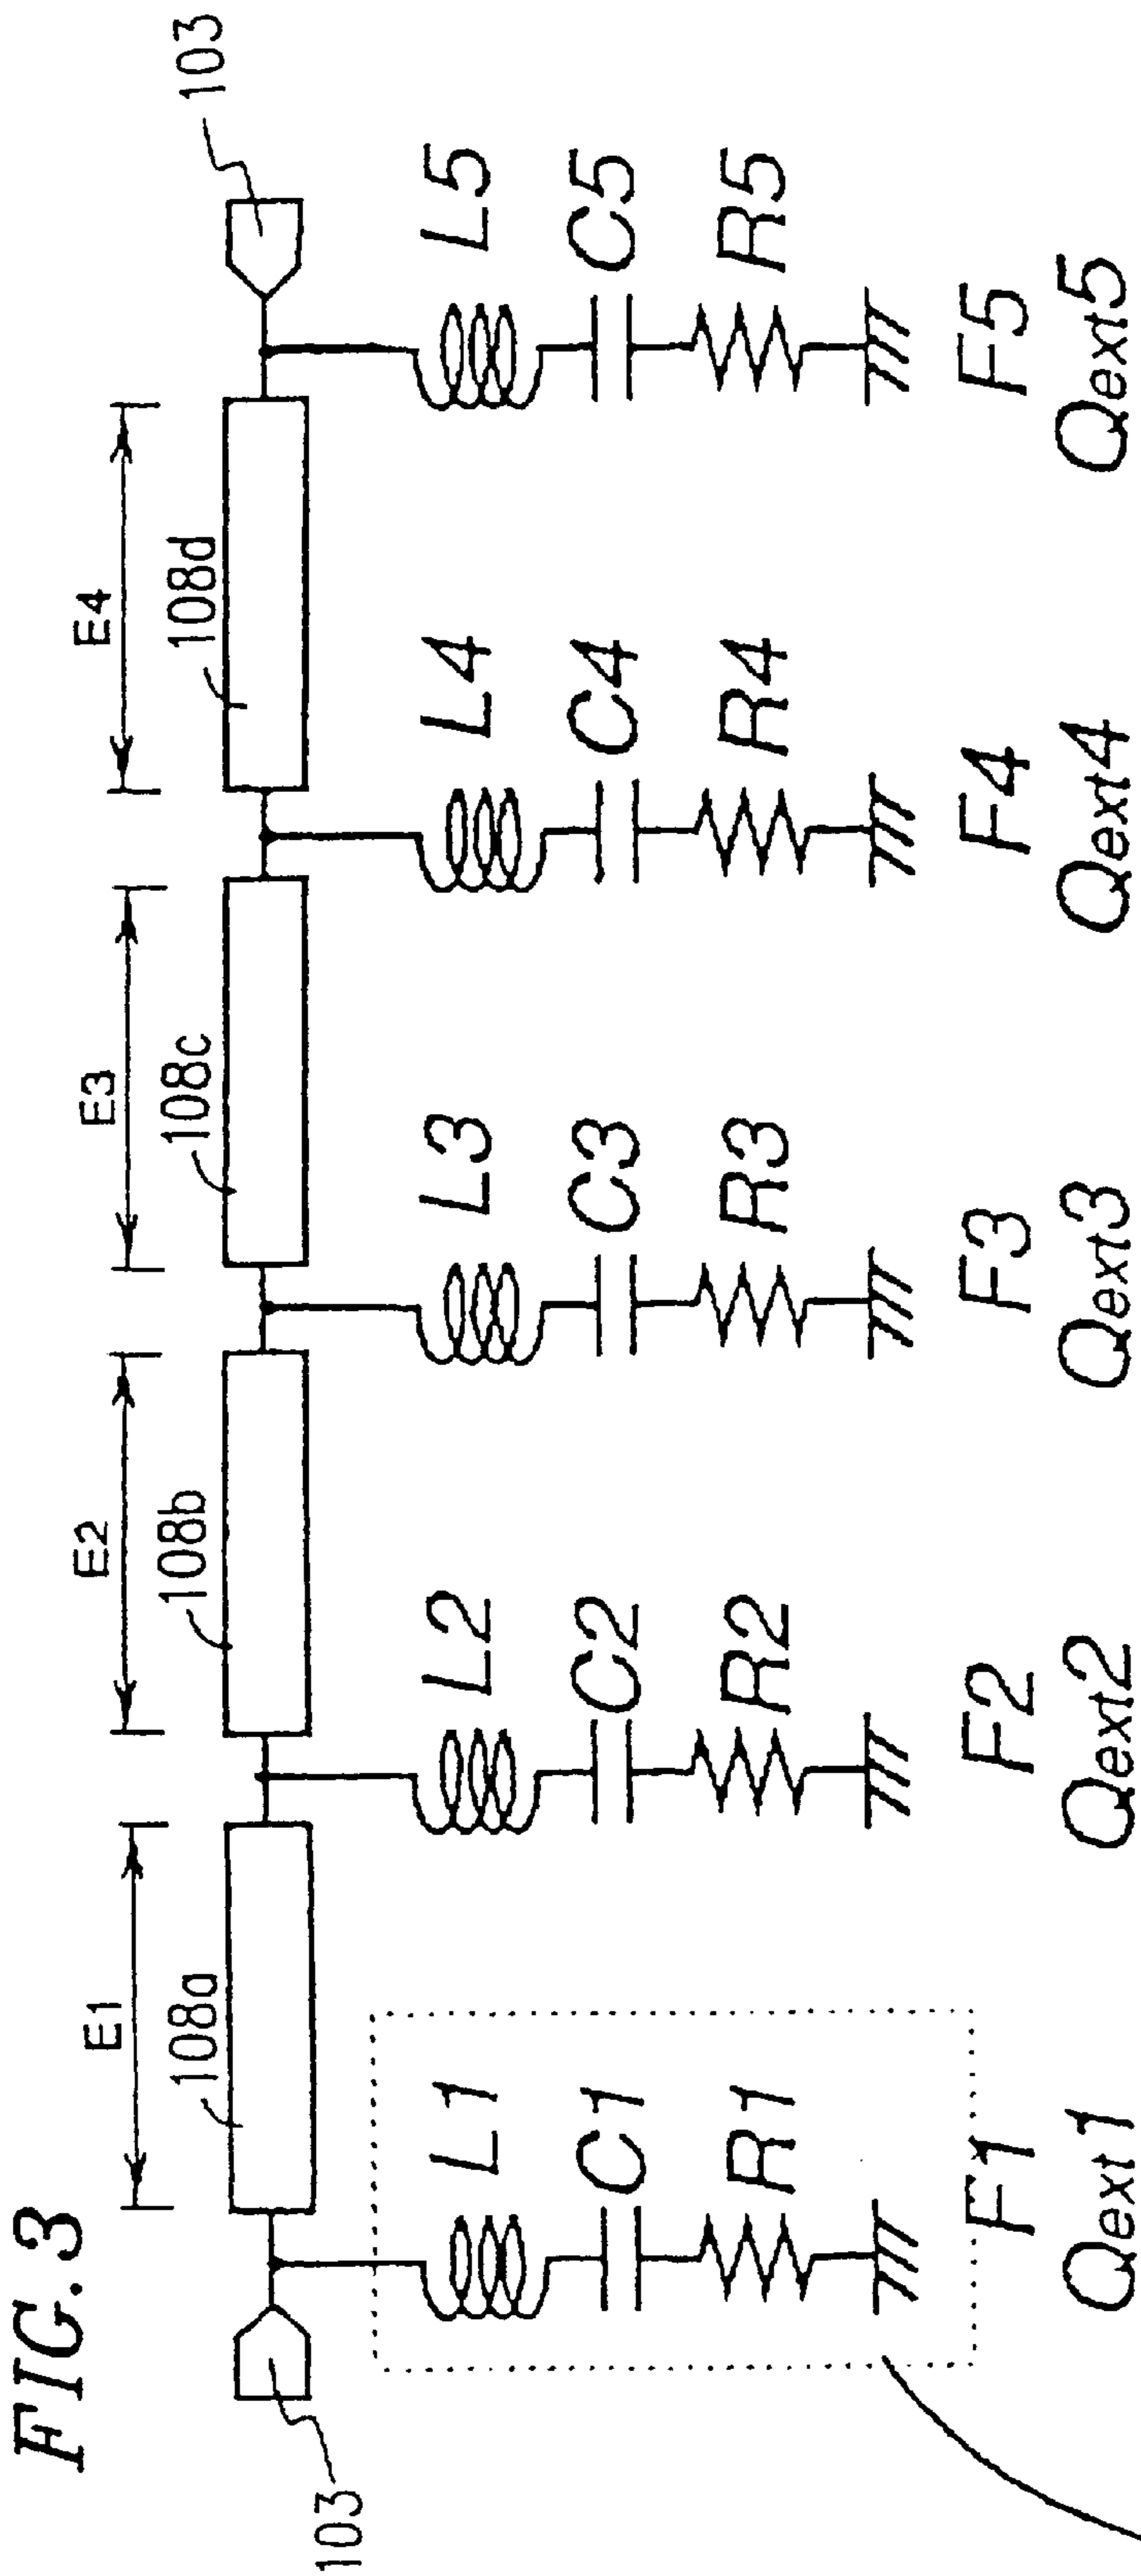 FIG. 3
E1 E2 E3 E4
103 108a 108b 108c 108d 103
L1 L2 L3 L4 L5
C1 C2 C3 C4 C5
R1 R2 R3 R4 R5
F1 F2 F3 F4 F5
Qext1 Qext2 Qext3 Qext4 Qext5